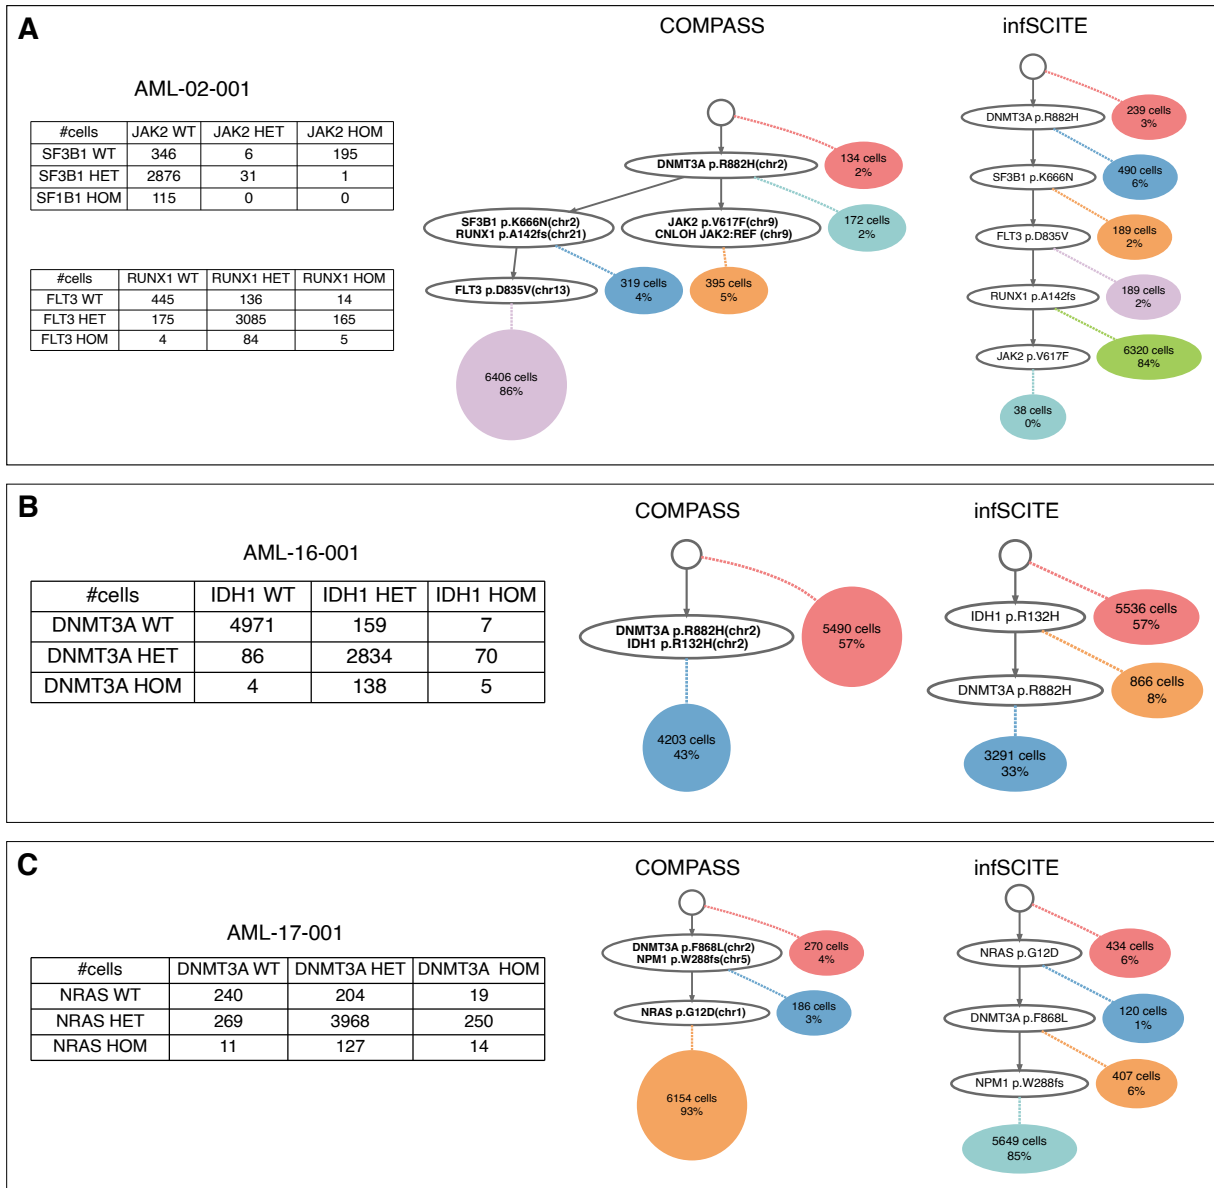 A
COMPASS
infSCITE
AML-02-001
#cells JAK2 WT JAK2 HET JAK2 HOM
SF3B1 WT 346 6 195
SF3B1 HET 2876 31 1
SF1B1 HOM 115 0 0
#cells RUNX1 WT RUNX1 HET RUNX1 HOM
FLT3 WT 445 136 14
FLT3 HET 175 3085 165
FLT3 HOM 4 84 5
DNMT3A p.R882H(chr2)
134 cells
2%
SF3B1 p.K666N(chr2)
RUNX1 p.A142fs(chr21)
JAK2 p.V617F(chr9)
CNLOH JAK2:REF (chr9)
172 cells
2%
FLT3 p.D835V(chr13)
319 cells
4%
395 cells
5%
6406 cells
86%
DNMT3A p.R882H
239 cells
3%
SF3B1 p.K666N
490 cells
6%
FLT3 p.D835V
189 cells
2%
RUNX1 p.A142fs
189 cells
2%
JAK2 p.V617F
6320 cells
84%
38 cells
0%
B
COMPASS
infSCITE
AML-16-001
#cells IDH1 WT IDH1 HET IDH1 HOM
DNMT3A WT 4971 159 7
DNMT3A HET 86 2834 70
DNMT3A HOM 4 138 5
DNMT3A p.R882H(chr2)
IDH1 p.R132H(chr2)
5490 cells
57%
4203 cells
43%
IDH1 p.R132H
5536 cells
57%
DNMT3A p.R882H
866 cells
8%
3291 cells
33%
C
COMPASS
infSCITE
AML-17-001
#cells DNMT3A WT DNMT3A HET DNMT3A HOM
NRAS WT 240 204 19
NRAS HET 269 3968 250
NRAS HOM 11 127 14
DNMT3A p.F868L(chr2)
NPM1 p.W288fs(chr5)
270 cells
4%
NRAS p.G12D(chr1)
186 cells
3%
6154 cells
93%
NRAS p.G12D
434 cells
6%
DNMT3A p.F868L
120 cells
1%
NPM1 p.W288fs
407 cells
6%
5649 cells
85%